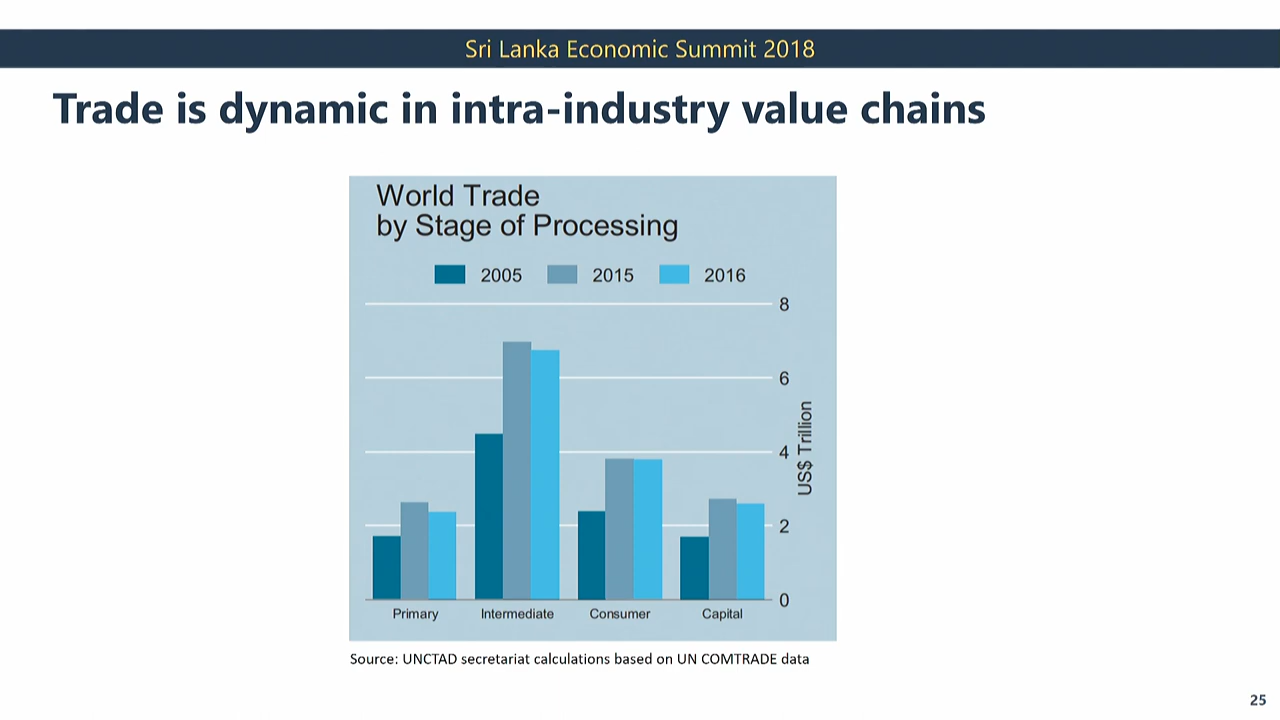 Sri Lanka Economic Summit 2018
Trade is dynamic in intra-industry value chains
World Trade
by Stage of Processing
2005 2015 2016
8
6
4
2
0
US$ Trillion
Primary Intermediate Consumer Capital
Source: UNCTAD secretariat calculations based on UN COMTRADE data
25